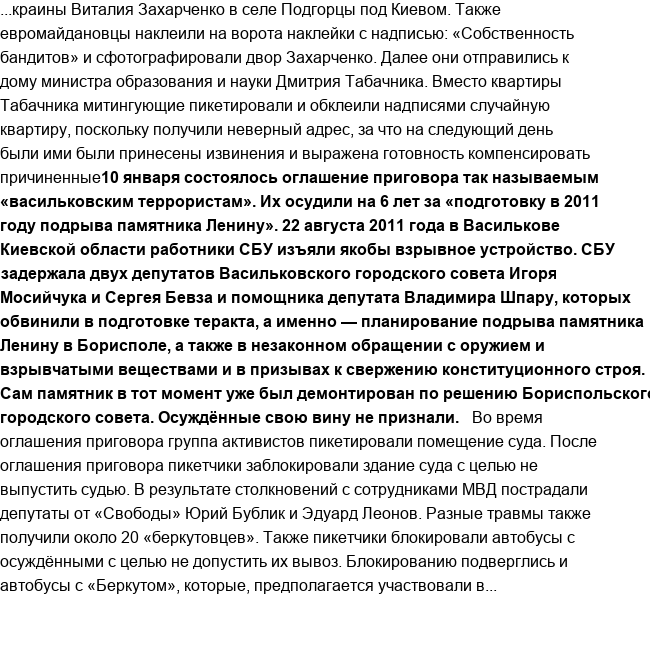 ...краины Виталия Захарченко в селе Подгорцы под Киевом. Также
евромайдановцы наклеили на ворота наклейки с надписью: «Собственность
бандитов» и сфотографировали двор Захарченко. Далее они отправились к
дому министра образования и науки Дмитрия Табачника. Вместо квартиры
Табачника митингующие пикетировали и обклеили надписями случайную
квартиру, поскольку получили неверный адрес, за что на следующий день
были ими были принесены извинения и выражена готовность компенсировать
причиненные10 января состоялось оглашение приговора так называемым
«васильковским террористам». Их осудили на 6 лет за «подготовку в 2011
году подрыва памятника Ленину». 22 августа 2011 года в Василькове
Киевской области работники СБУ изъяли якобы взрывное устройство. СБУ
задержала двух депутатов Васильковского городского совета Игоря
Мосийчука и Сергея Бевза и помощника депутата Владимира Шпару, которых
обвинили в подготовке теракта, а именно — планирование подрыва памятника
Ленину в Борисполе, а также в незаконном обращении с оружием и
взрывчатыми веществами и в призывах к свержению конституционного строя.
Сам памятник в тот момент уже был демонтирован по решению Бориспольского
городского совета. Осуждённые свою вину не признали. Во время
оглашения приговора группа активистов пикетировали помещение суда. После
оглашения приговора пикетчики заблокировали здание суда с целью не
выпустить судью. В результате столкновений с сотрудниками МВД пострадали
депутаты от «Свободы» Юрий Бублик и Эдуард Леонов. Разные травмы также
получили около 20 «беркутовцев». Также пикетчики блокировали автобусы с
осуждёнными с целью не допустить их вывоз. Блокированию подверглись и
автобусы с «Беркутом», которые, предполагается участвовали в...